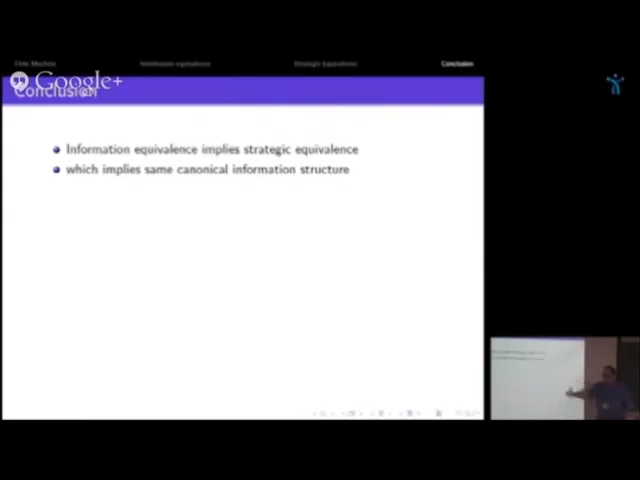 Time Machine Information equivalence Strategic Equivalence Conclusion
Google+
Conclusion
Information equivalence implies strategic equivalence
which implies same canonical information structure